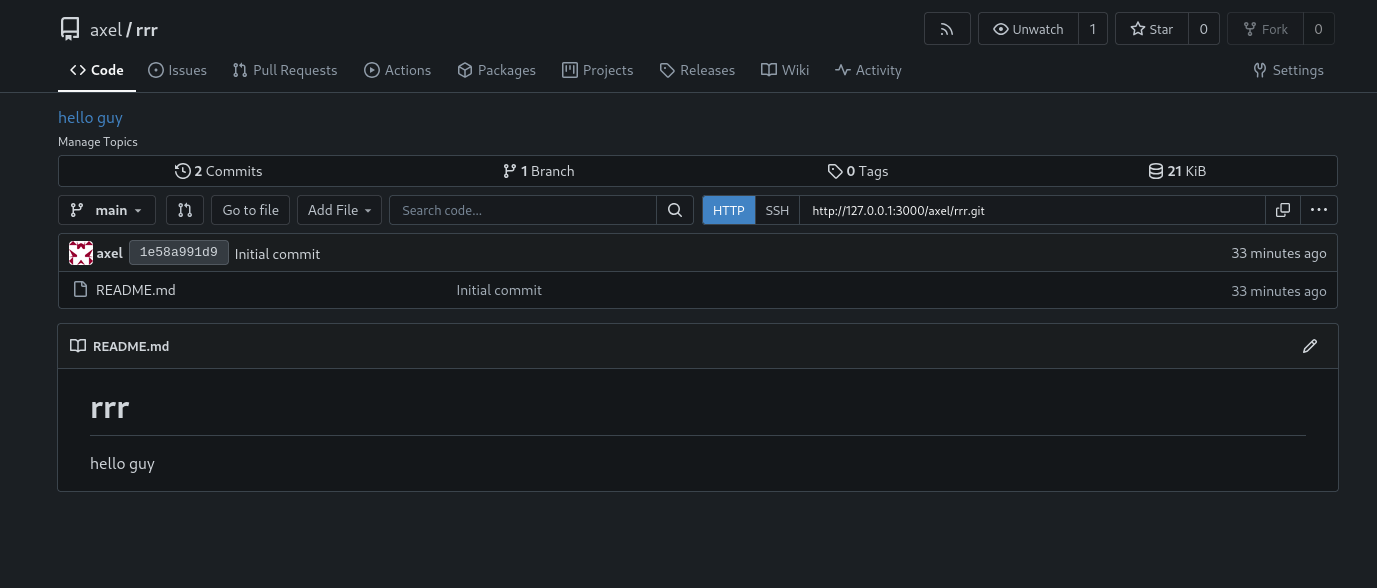 axel / rrr
Unwatch 1 Star 0 Fork 0
Code Issues Pull Requests Actions Packages Projects Releases Wiki Activity Settings
hello guy
Manage Topics
2 Commits 1 Branch 0 Tags 21 KiB
main Go to file Add File Search code... HTTP SSH http://127.0.0.1:3000/axel/rrr.git
axel 1e58a991d9 Initial commit 33 minutes ago
README.md Initial commit 33 minutes ago
README.md
rrr
hello guy